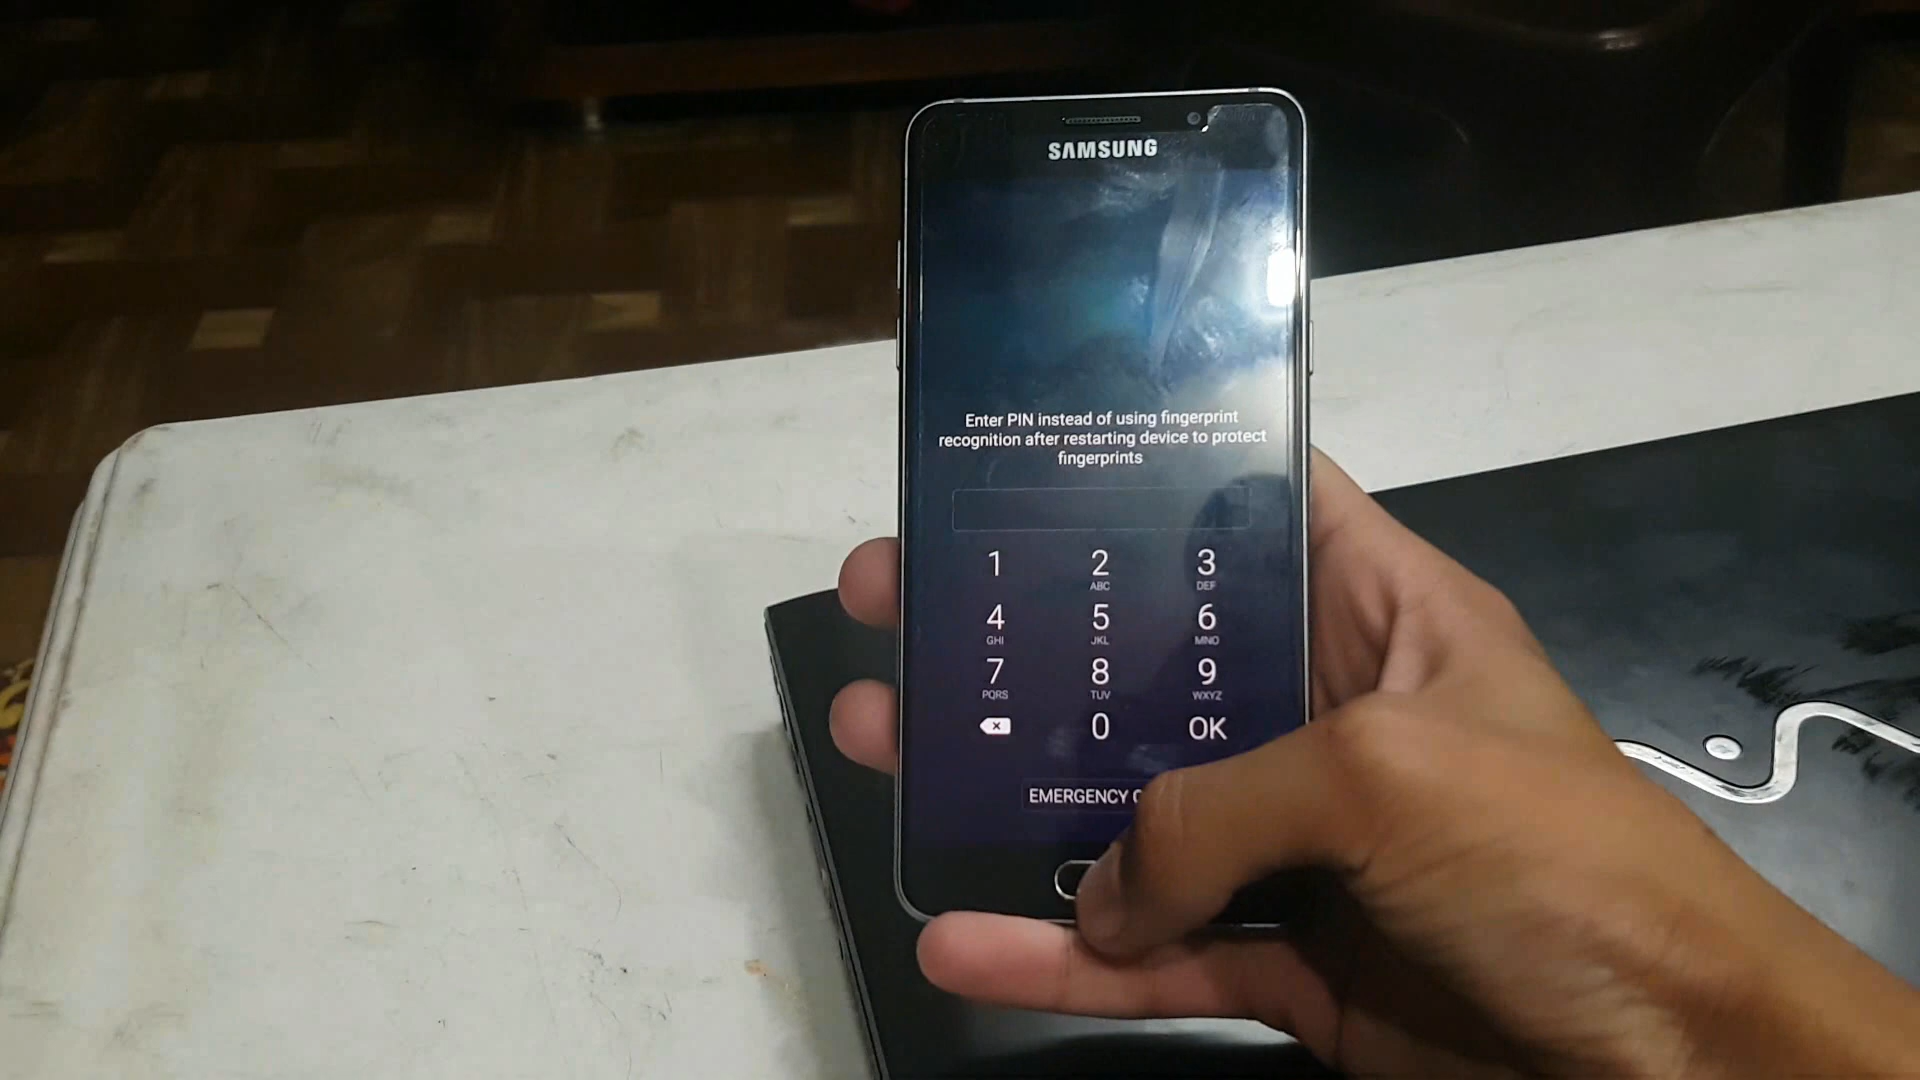 SAMSUNG
Enter PIN instead of using fingerprint
recognition after restarting device to protect
fingerprints
1 2 3
ABC DEF
4 5 6
GHI JKL MNO
7 8 9
PQRS TUV WXYZ
0 OK
EMERGENCY